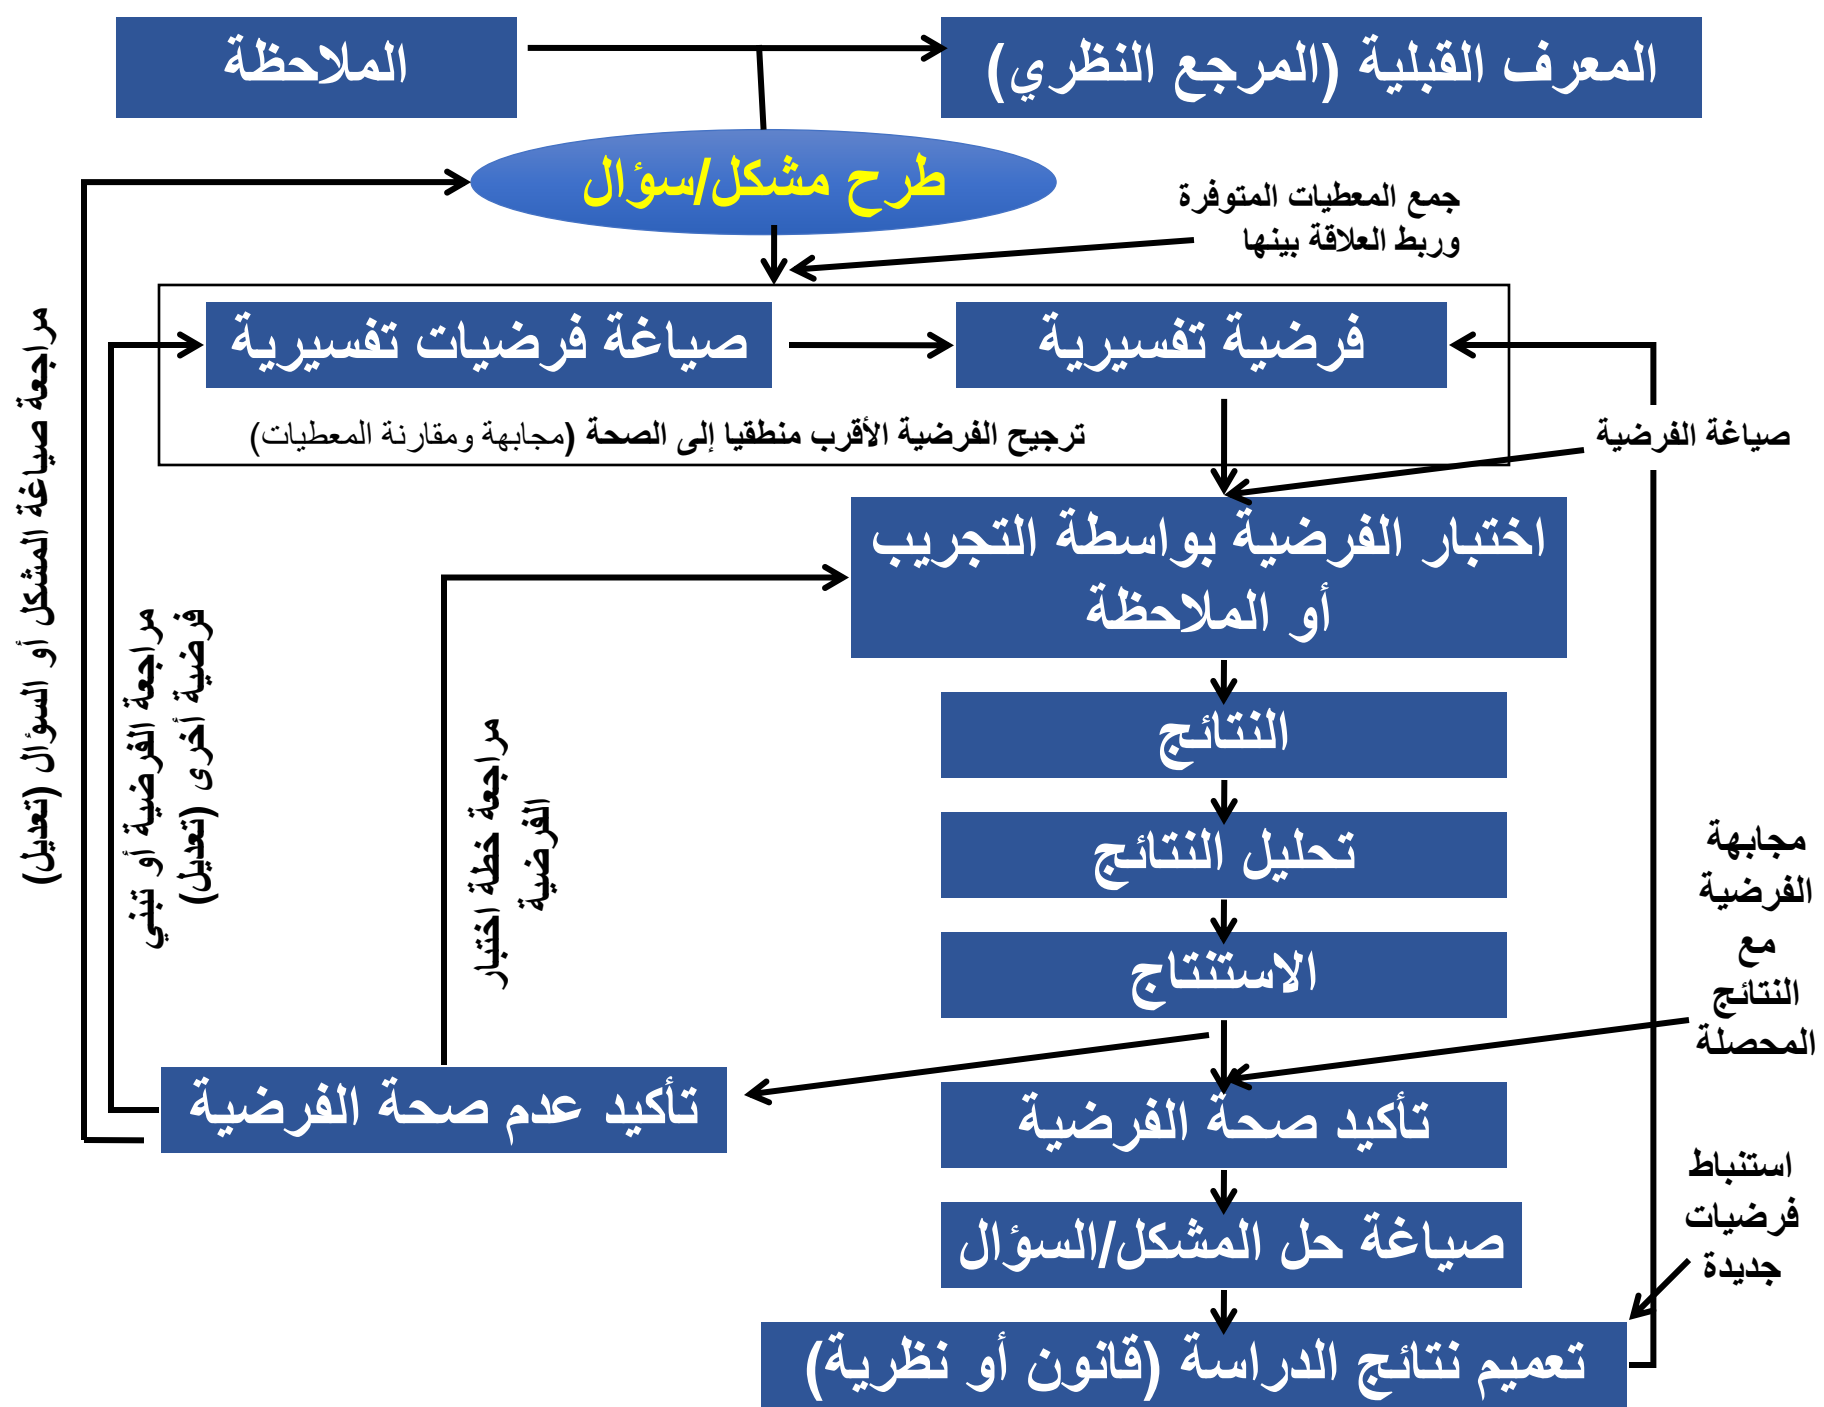 الملاحظة
المعرف القبلية (المرجع النظري)
طرح مشكل/سؤال
جمع المعطيات المتوفرة
وربط العلاقة بينها
صياغة فرضيات تفسيرية
فرضية تفسيرية
ترجيح الفرضية الأقرب منطقيا إلى الصحة (مجابهة ومقارنة المعطيات)
صياغة الفرضية
اختبار الفرضية بواسطة التجريب
أو الملاحظة
النتائج
تحليل النتائج
الاستنتاج
مجابهة
الفرضية
مع
النتائج
المحصلة
تأكيد صحة الفرضية
تأكيد عدم صحة الفرضية
مراجعة خطة اختبار
الفرضية
مراجعة الفرضية أو تبني
فرضية أخرى (تعديل)
مراجعة صياغة المشكل أو السؤال (تعديل)
صياغة حل المشكل/السؤال
استنباط
فرضيات
جديدة
تعميم نتائج الدراسة (قانون أو نظرية)